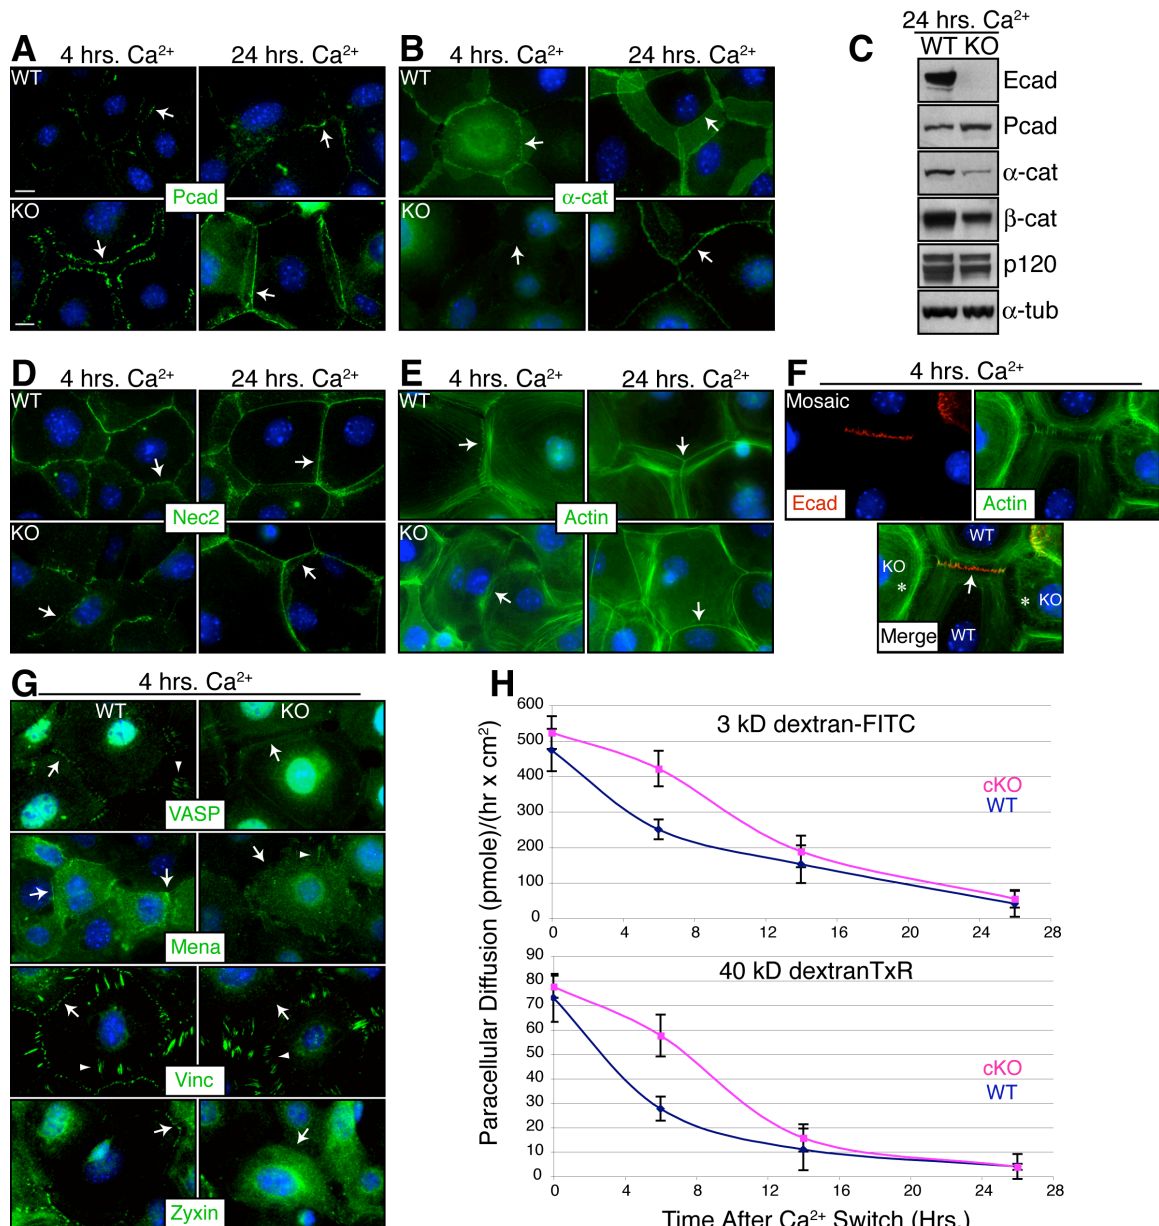 A
4 hrs. Ca²⁺ 24 hrs. Ca²⁺
WT
Pcad
KO
B
4 hrs. Ca²⁺ 24 hrs. Ca²⁺
WT
α-cat
KO
C
24 hrs. Ca²⁺
WT KO
Ecad
Pcad
α-cat
β-cat
p120
α-tub
D
4 hrs. Ca²⁺ 24 hrs. Ca²⁺
WT
Nec2
KO
E
4 hrs. Ca²⁺ 24 hrs. Ca²⁺
WT
Actin
KO
F
4 hrs. Ca²⁺
Mosaic
Ecad
Actin
WT
KO
*
*
KO
WT
Merge
G
4 hrs. Ca²⁺
WT KO
VASP
Mena
Vinc
Zyxin
H
Paracellular Diffusion (pmole)/(hr x cm²)
3 kD dextran-FITC
cKO
WT
600
500
400
300
200
100
0
0 4 8 12 16 20 24 28
40 kD dextranTxR
cKO
WT
90
80
70
60
50
40
30
20
10
0
0 4 8 12 16 20 24 28
Time After Ca²⁺ Switch (Hrs.)